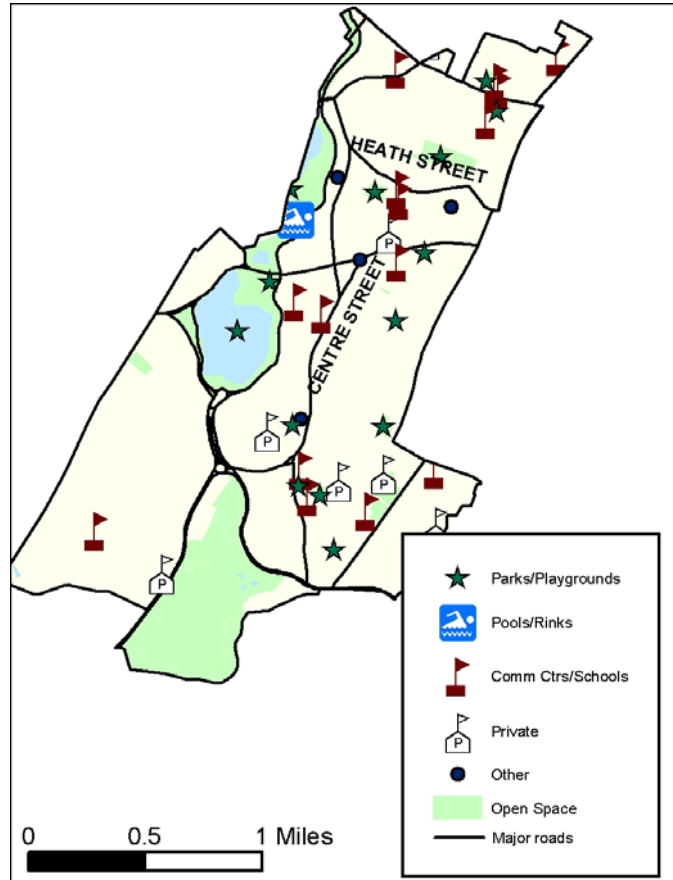 HEATH STREET
P
CENTRE STREET
P
P
P
P
Parks/Playgrounds
Pools/Rinks
Comm Ctrs/Schools
P
Private
Other
Open Space
Major roads
0 0.5 1 Miles